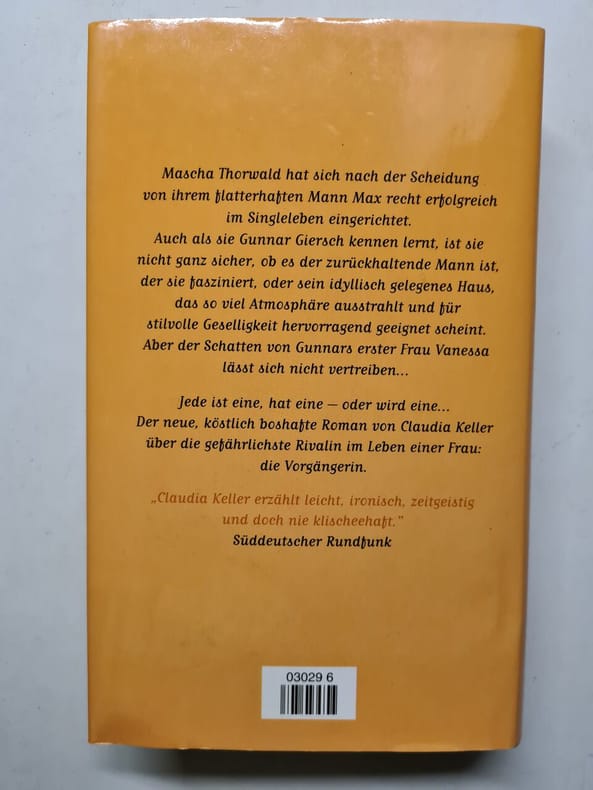 Mascha Thorwald hat sich nach der Scheidung
von ihrem flatterhaften Mann Max recht erfolgreich
im Singleleben eingerichtet.
Auch als sie Gunnar Giersch kennen lernt, ist sie
nicht ganz sicher, ob es der zurückhaltende Mann ist,
der sie fasziniert, oder sein idyllisch gelegenes Haus,
das so viel Atmosphäre ausstrahlt und für
stilvolle Geselligkeit hervorragend geeignet scheint.
Aber der Schatten von Gunnars erster Frau Vanessa
lässt sich nicht vertreiben...
Jede ist eine, hat eine – oder wird eine...
Der neue, köstlich boshafte Roman von Claudia Keller
über die gefährlichste Rivalin im Leben einer Frau:
die Vorgängerin.
„Claudia Keller erzählt leicht, ironisch, zeitgeistig
und doch nie klischeehaft."
Süddeutscher Rundfunk
03029 6